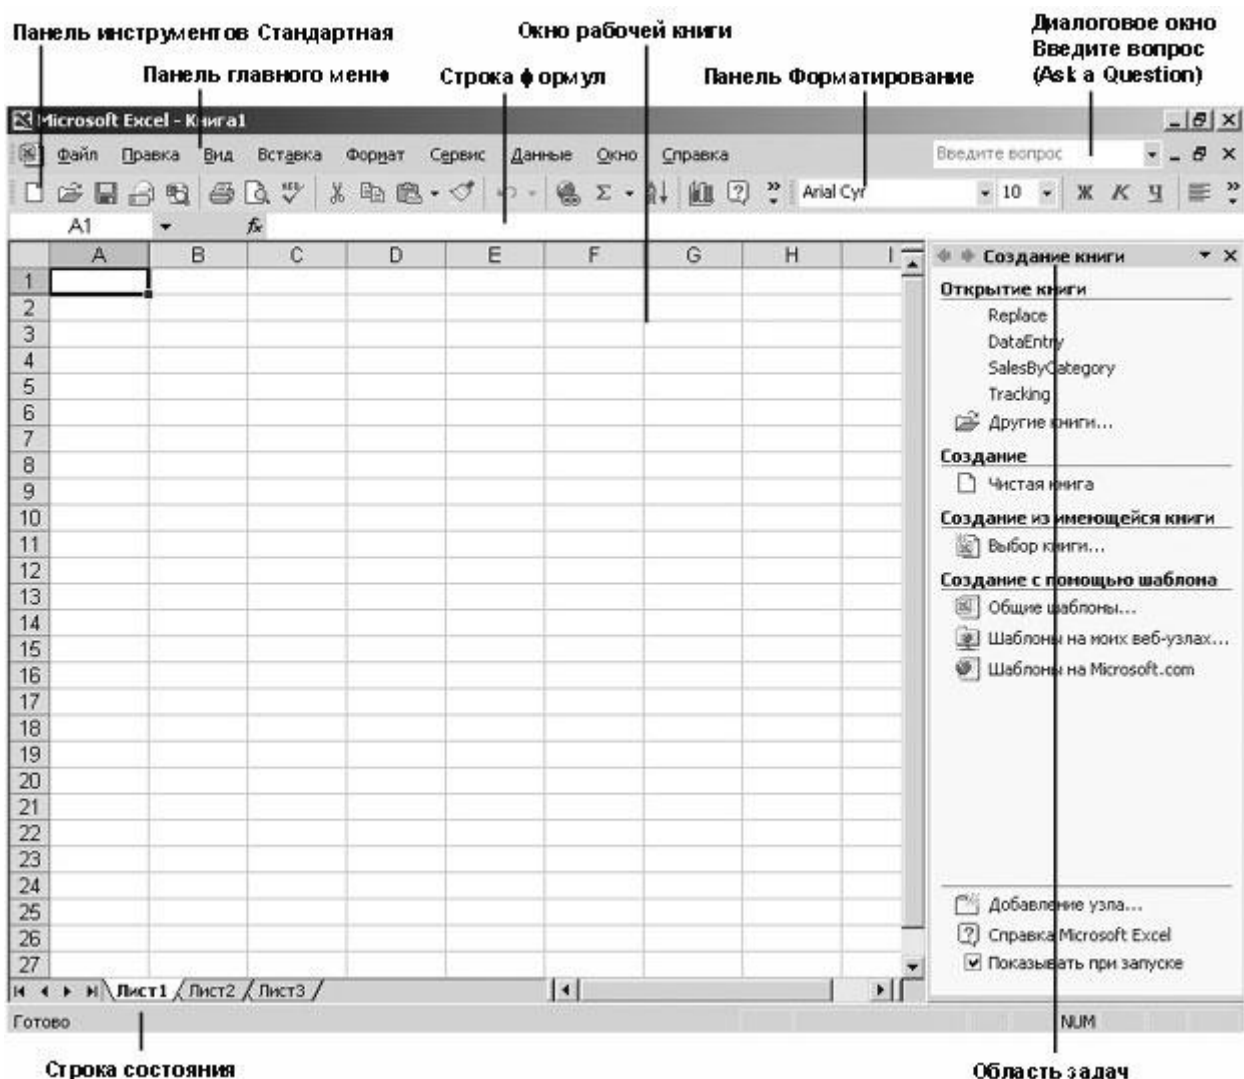 Панель инструментов Стандартная
Окно рабочей книги
Диалоговое окно
Введите вопрос
(Ask a Question)
Панель главного меню
Строка формул
Панель Форматирование
Microsoft Excel - Книга1
Файл Правка Вид Вставка Формат Сервис Данные Окно Справка
Введите вопрос
Arial Cyr
10
Ж К Ч
A1
fx
A B C D E F G H I
1
2
3
4
5
6
7
8
9
10
11
12
13
14
15
16
17
18
19
20
21
22
23
24
25
26
27
Создание книги
Открытие книги
Replace
DataEntry
SalesByCategory
Tracking
Другие книги...
Создание
Чистая книга
Создание из имеющейся книги
Выбор книги...
Создание с помощью шаблона
Общие шаблоны...
Шаблоны на моих веб-узлах...
Шаблоны на Microsoft.com
Добавление узла...
Справка Microsoft Excel
Показывать при запуске
Лист1 Лист2 Лист3
Готово
NUM
Строка состояния
Область задач